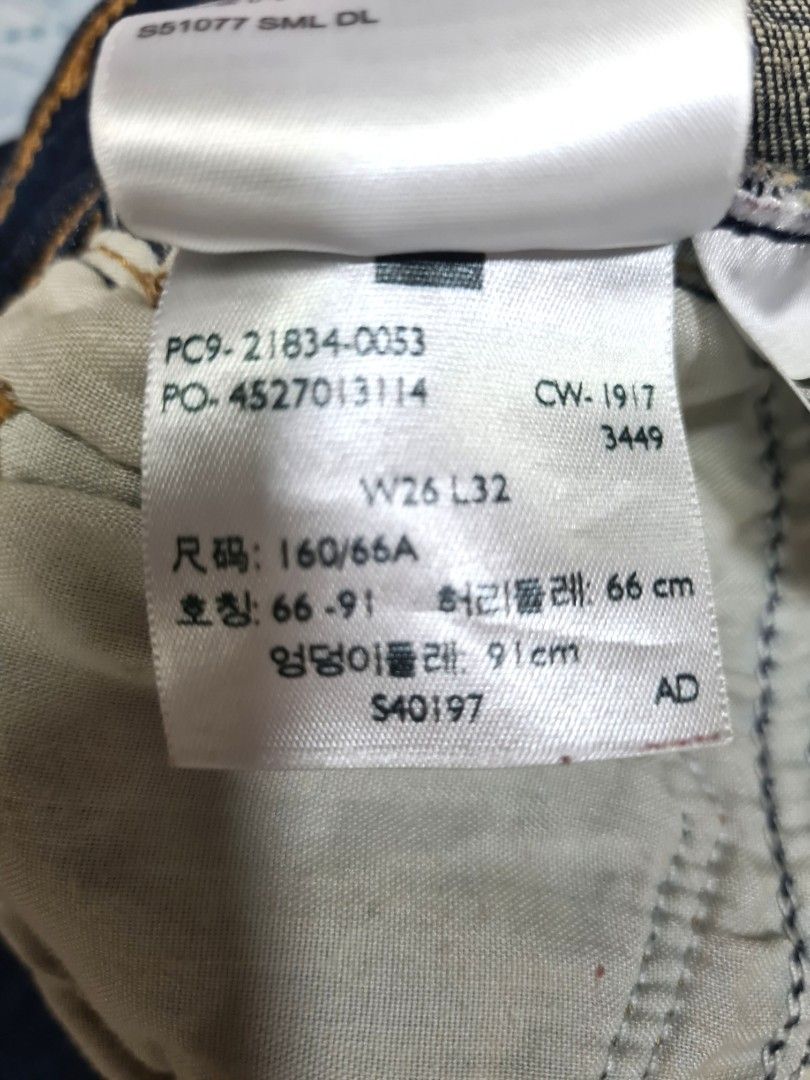 S51077 SML DL
PC9- 21834-0053
PO- 4527013114 CW- 1917
3449
W26 L32
尺码: 160/66A
호칭: 66 -91 허리둘레: 66 cm
엉덩이둘레: 91cm
S40197 AD